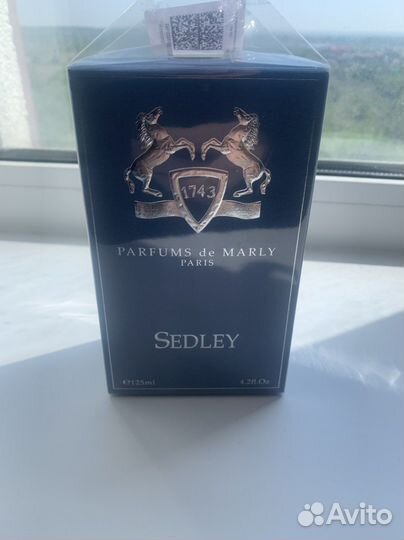 1743
PARFUMS de MARLY
PARIS
SEDLEY
℮125ml 4.2fl.Oz
Avito